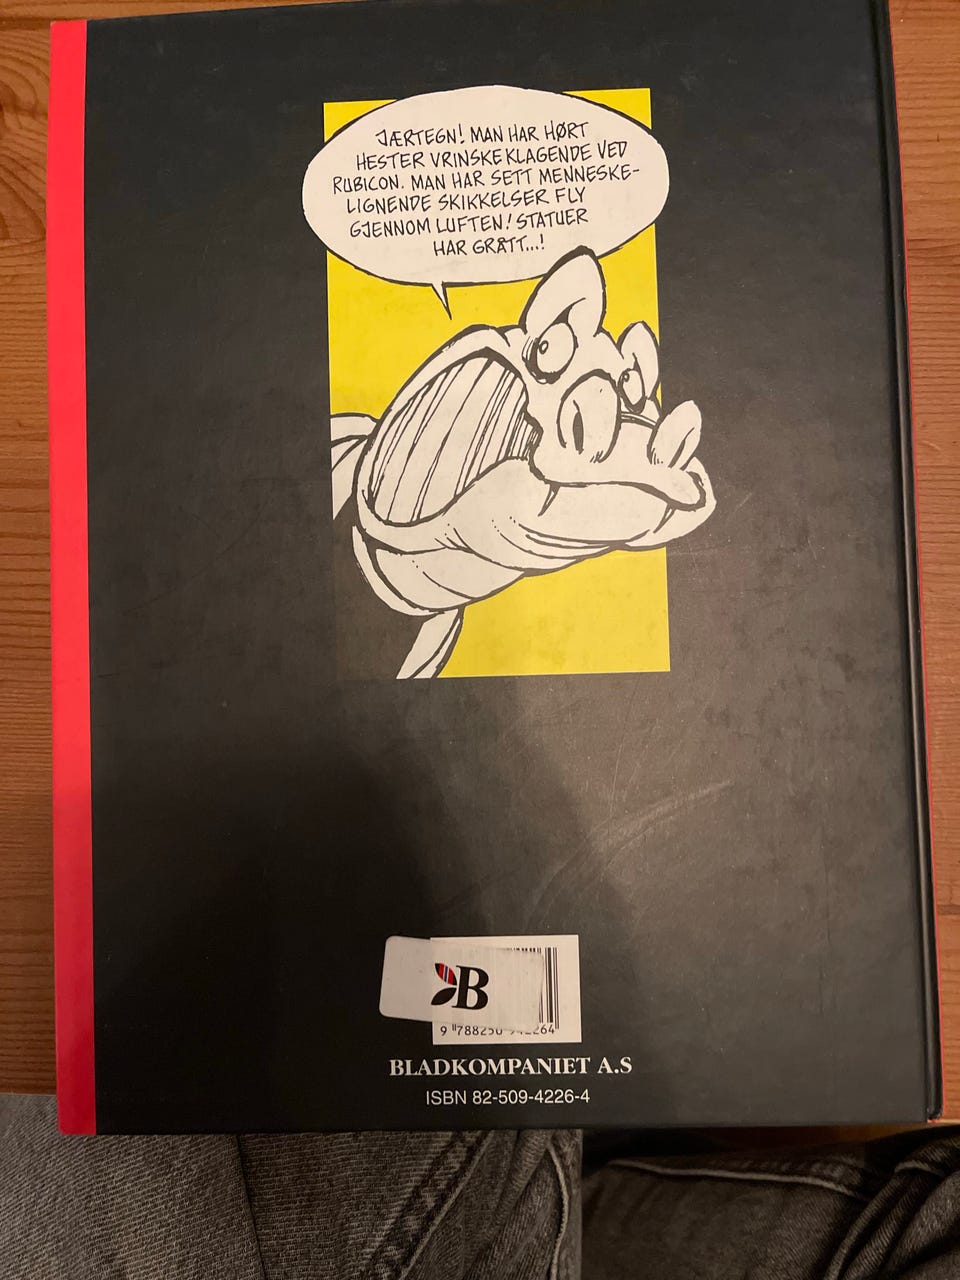 JÆRTEGN! MAN HAR HØRT
HESTER VRINSKE KLAGENDE VED
RUBICON. MAN HAR SETT MENNESKE-
LIGNENDE SKIKKELSER FLY
GJENNOM LUFTEN! STATUER
HAR GRÅTT...!
B
9
BLADKOMPANIET A.S
ISBN 82-509-4226-4